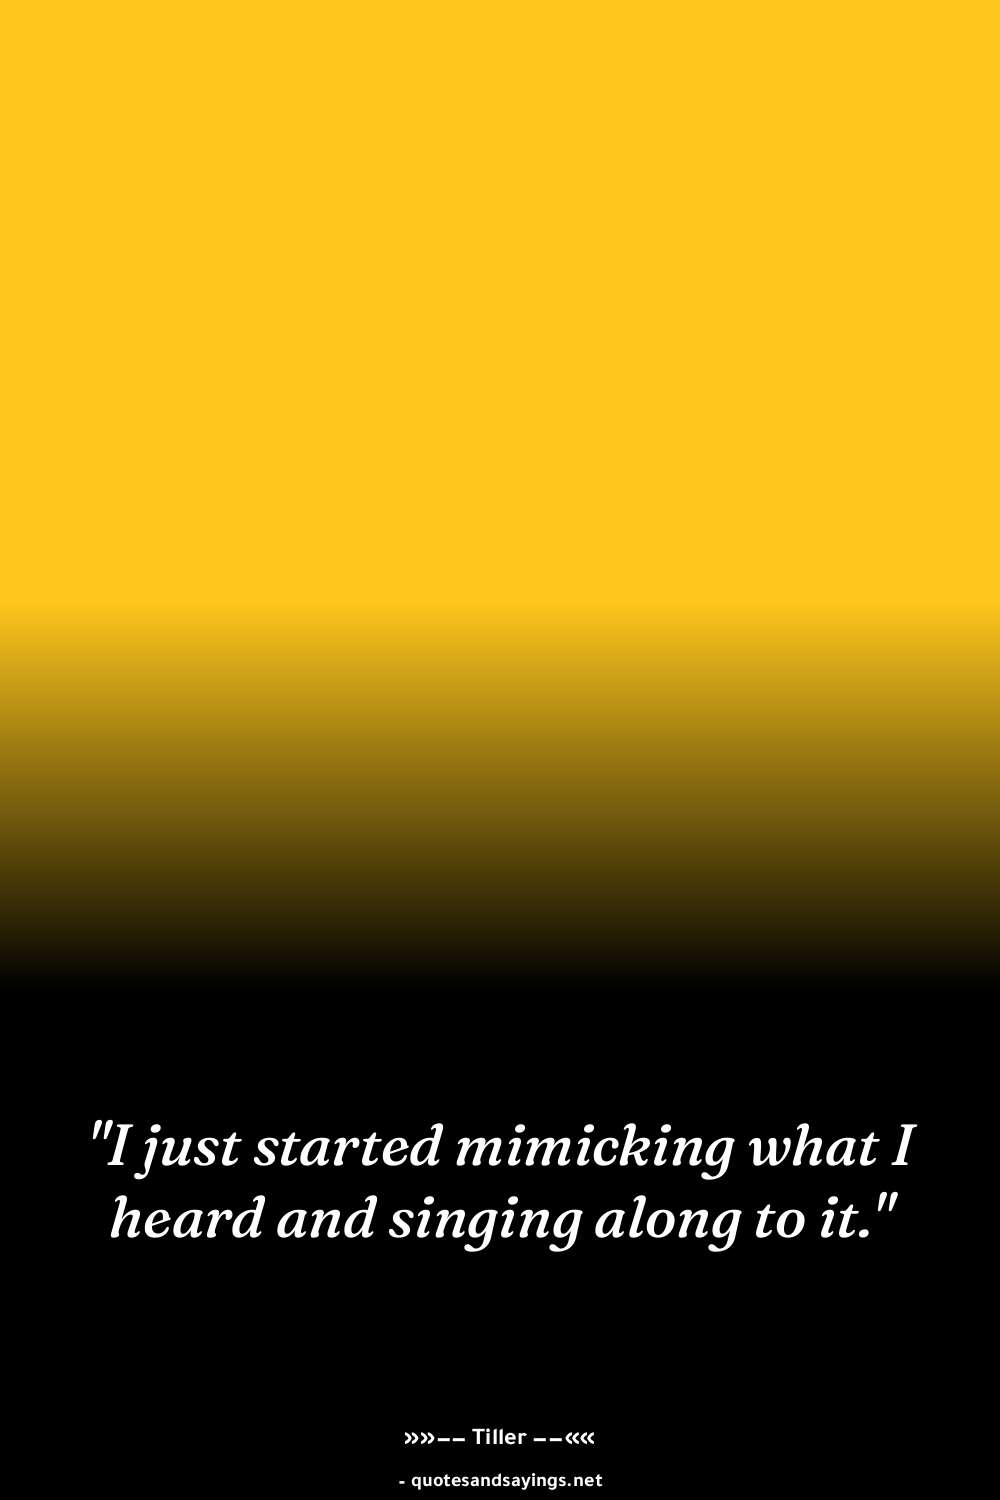 "I just started mimicking what I
heard and singing along to it."
»»–– Tiller ––««
- quotesandsayings.net